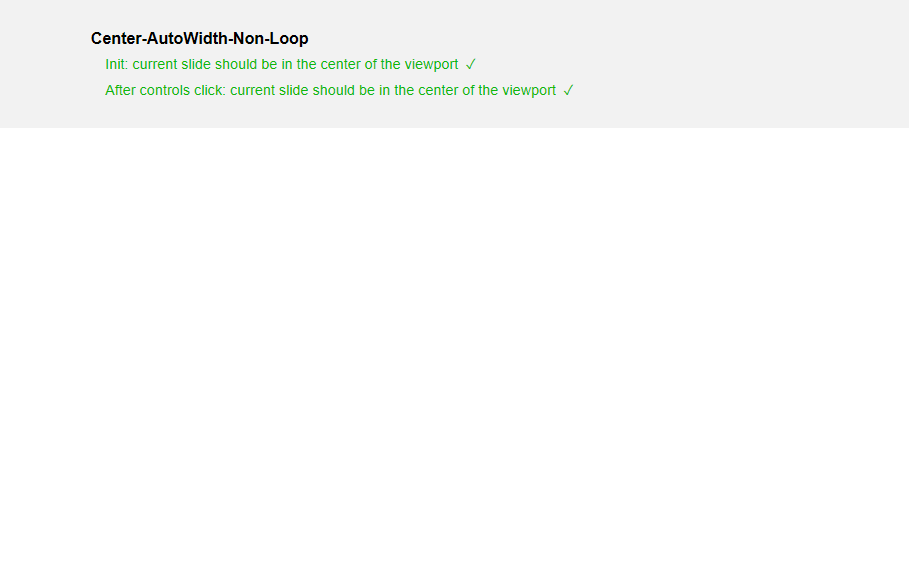 Center-AutoWidth-Non-Loop
Init: current slide should be in the center of the viewport ✓
After controls click: current slide should be in the center of the viewport ✓